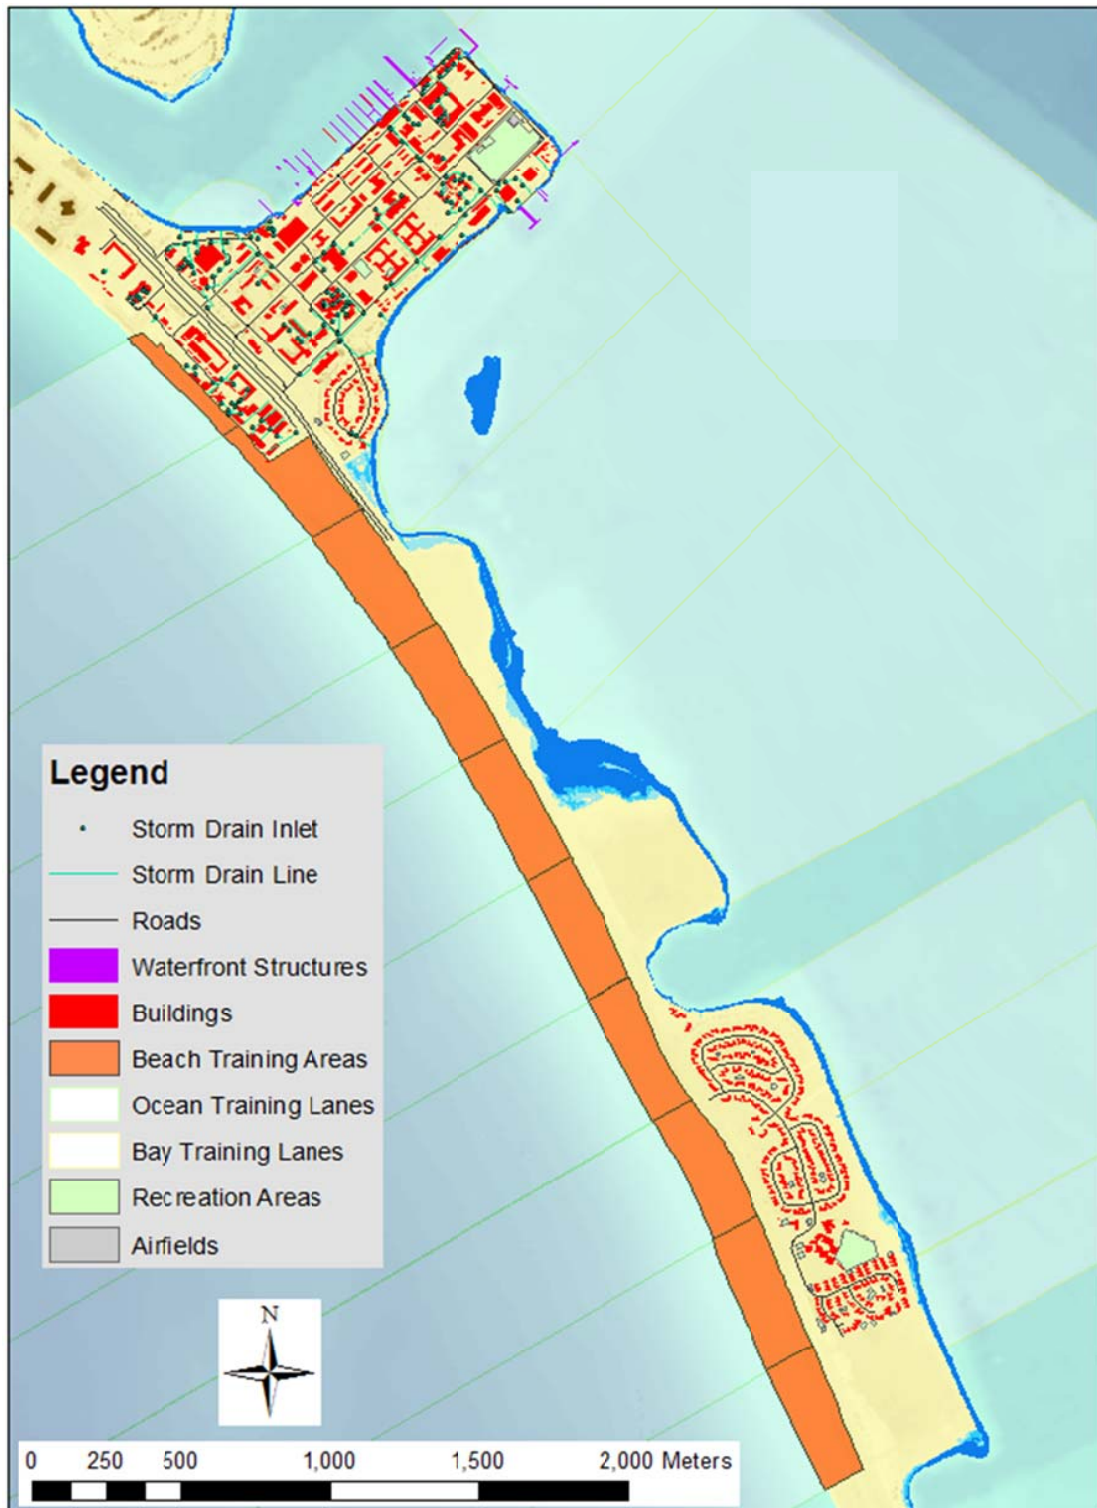 Legend
Storm Drain Inlet
Storm Drain Line
Roads
Waterfront Structures
Buildings
Beach Training Areas
Ocean Training Lanes
Bay Training Lanes
Recreation Areas
Airfields
N
0 250 500 1,000 1,500 2,000 Meters